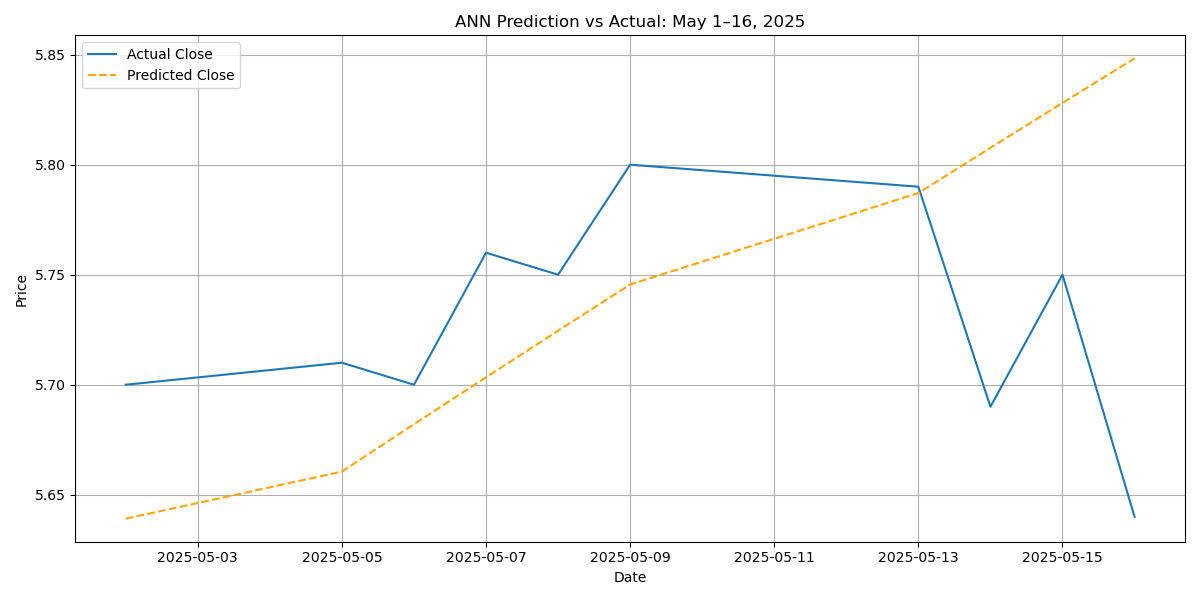 ANN Prediction vs Actual: May 1–16, 2025
Actual Close
Predicted Close
5.85
5.80
5.75
5.70
5.65
Price
2025-05-03
2025-05-05
2025-05-07
2025-05-09
2025-05-11
2025-05-13
2025-05-15
Date